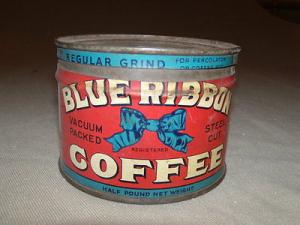 REGULAR GRIND
FOR PERCOLATOR
BLUE RIBBON
VACUUM PACKED
STEEL CUT
REGISTERED
COFFEE
HALF POUND NET WEIGHT